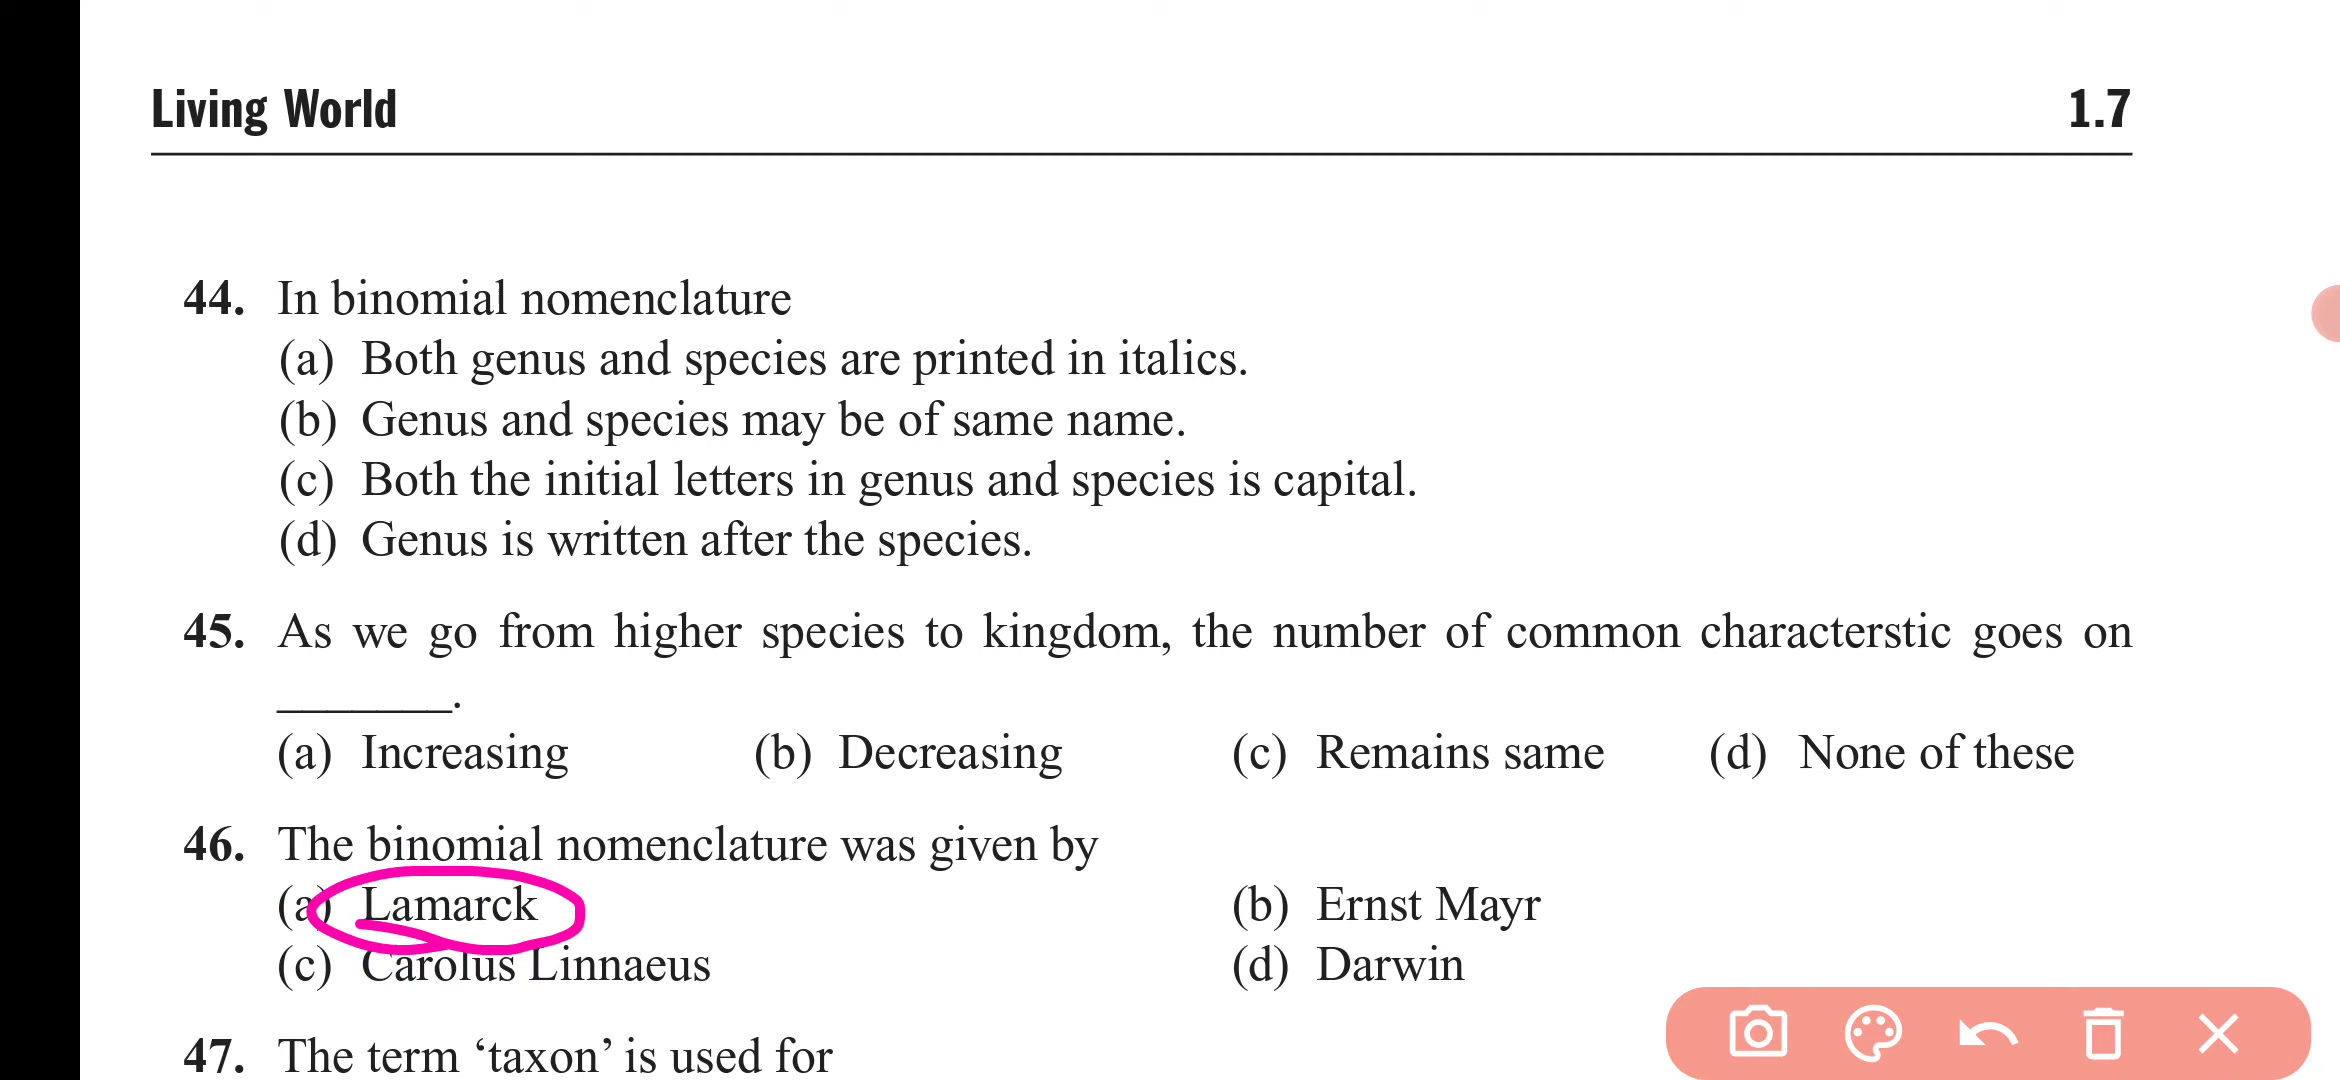 Living World 1.7
44. In binomial nomenclature
(a) Both genus and species are printed in italics.
(b) Genus and species may be of same name.
(c) Both the initial letters in genus and species is capital.
(d) Genus is written after the species.
45. As we go from higher species to kingdom, the number of common characterstic goes on
_______.
(a) Increasing (b) Decreasing (c) Remains same (d) None of these
46. The binomial nomenclature was given by
(a) Lamarck (b) Ernst Mayr
(c) Carolus Linnaeus (d) Darwin
47. The term ‘taxon’ is used for